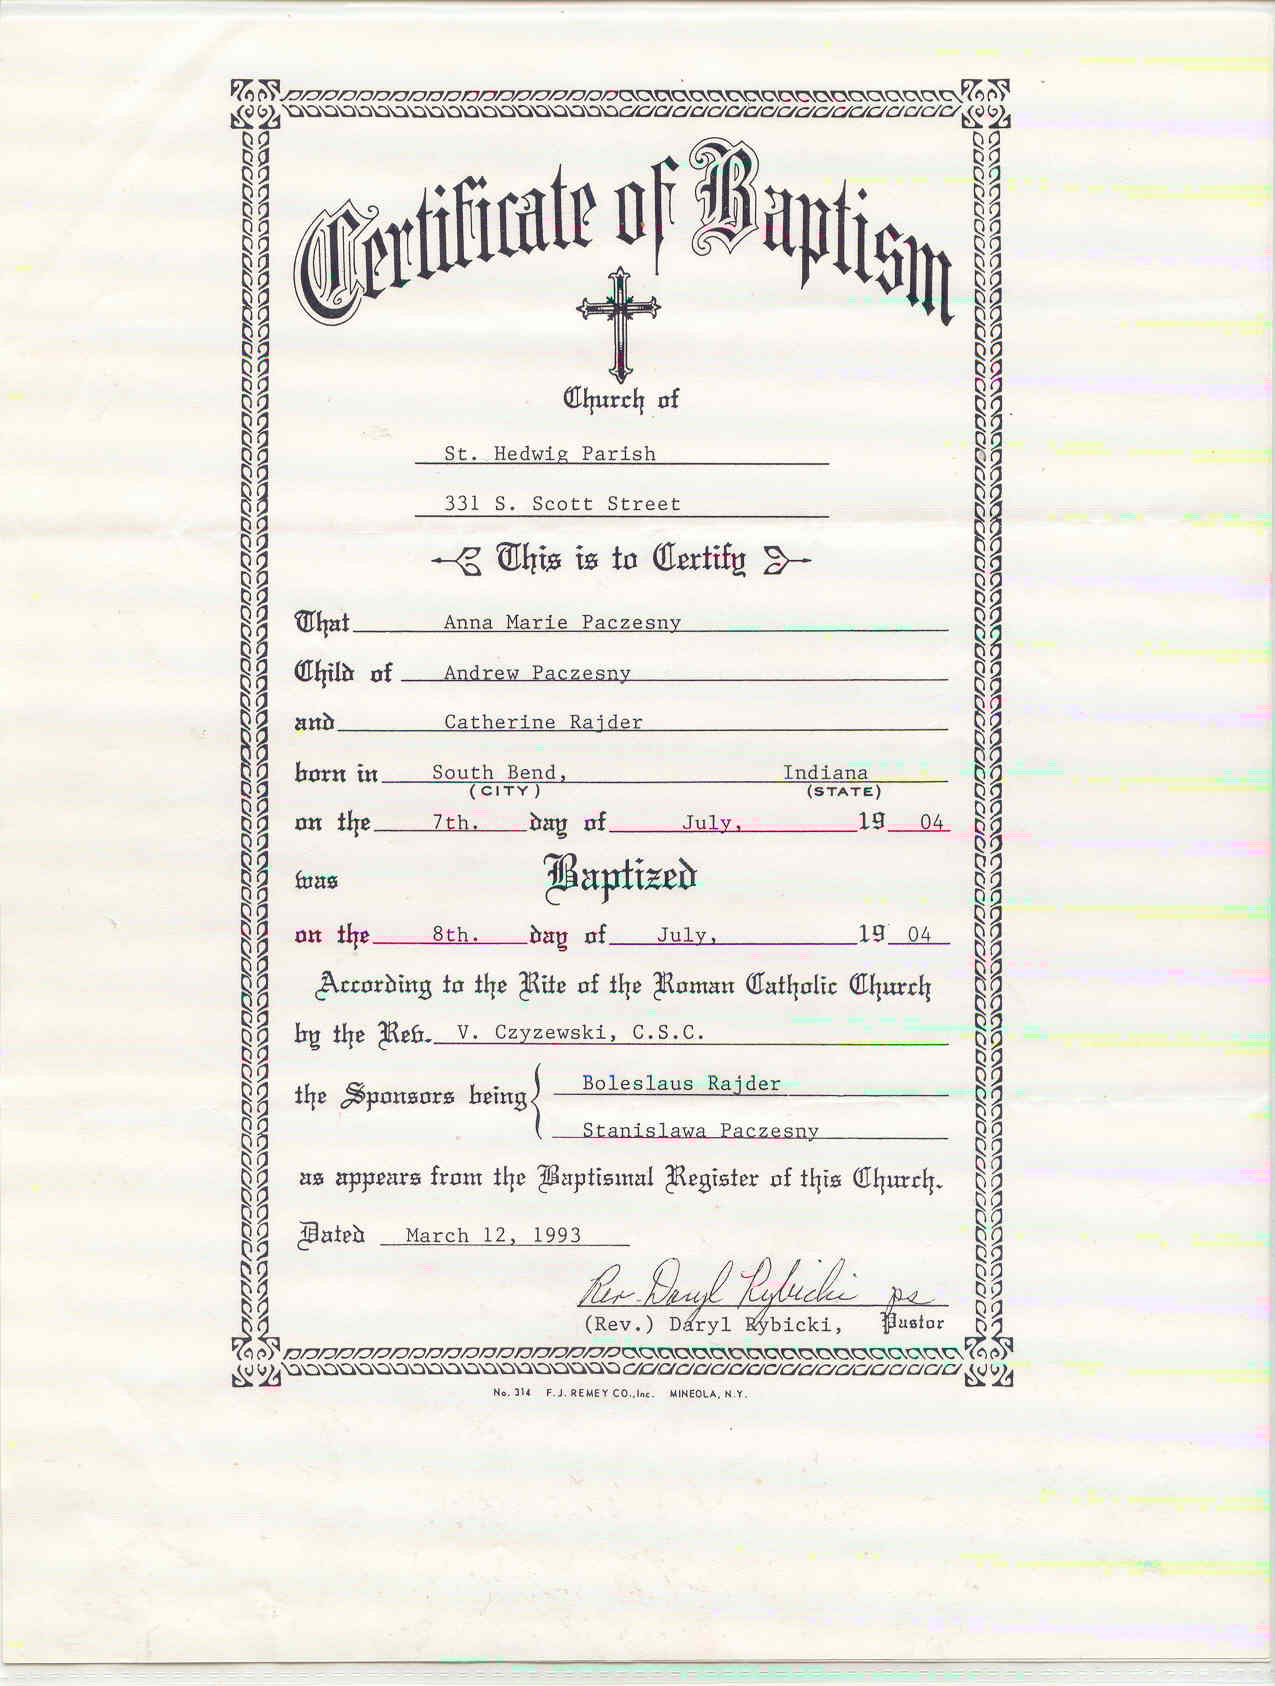 Certificate of Baptism
Church of
St. Hedwig Parish
331 S. Scott Street
This is to Certify
That Anna Marie Paczesny
Child of Andrew Paczesny
and Catherine Rajder
born in South Bend, Indiana
(CITY) (STATE)
on the 7th. day of July, 19 04
was Baptized
on the 8th. day of July, 19 04
According to the Rite of the Roman Catholic Church
by the Rev. V. Czyzewski, C.S.C.
the Sponsors being Boleslaus Rajder
Stanislawa Paczesny
as appears from the Baptismal Register of this Church.
Dated March 12, 1993
Rev. Daryl Rybicki ps
(Rev.) Daryl Rybicki, Pastor
No. 314 F.J. REMEY CO., Inc. MINEOLA, N.Y.